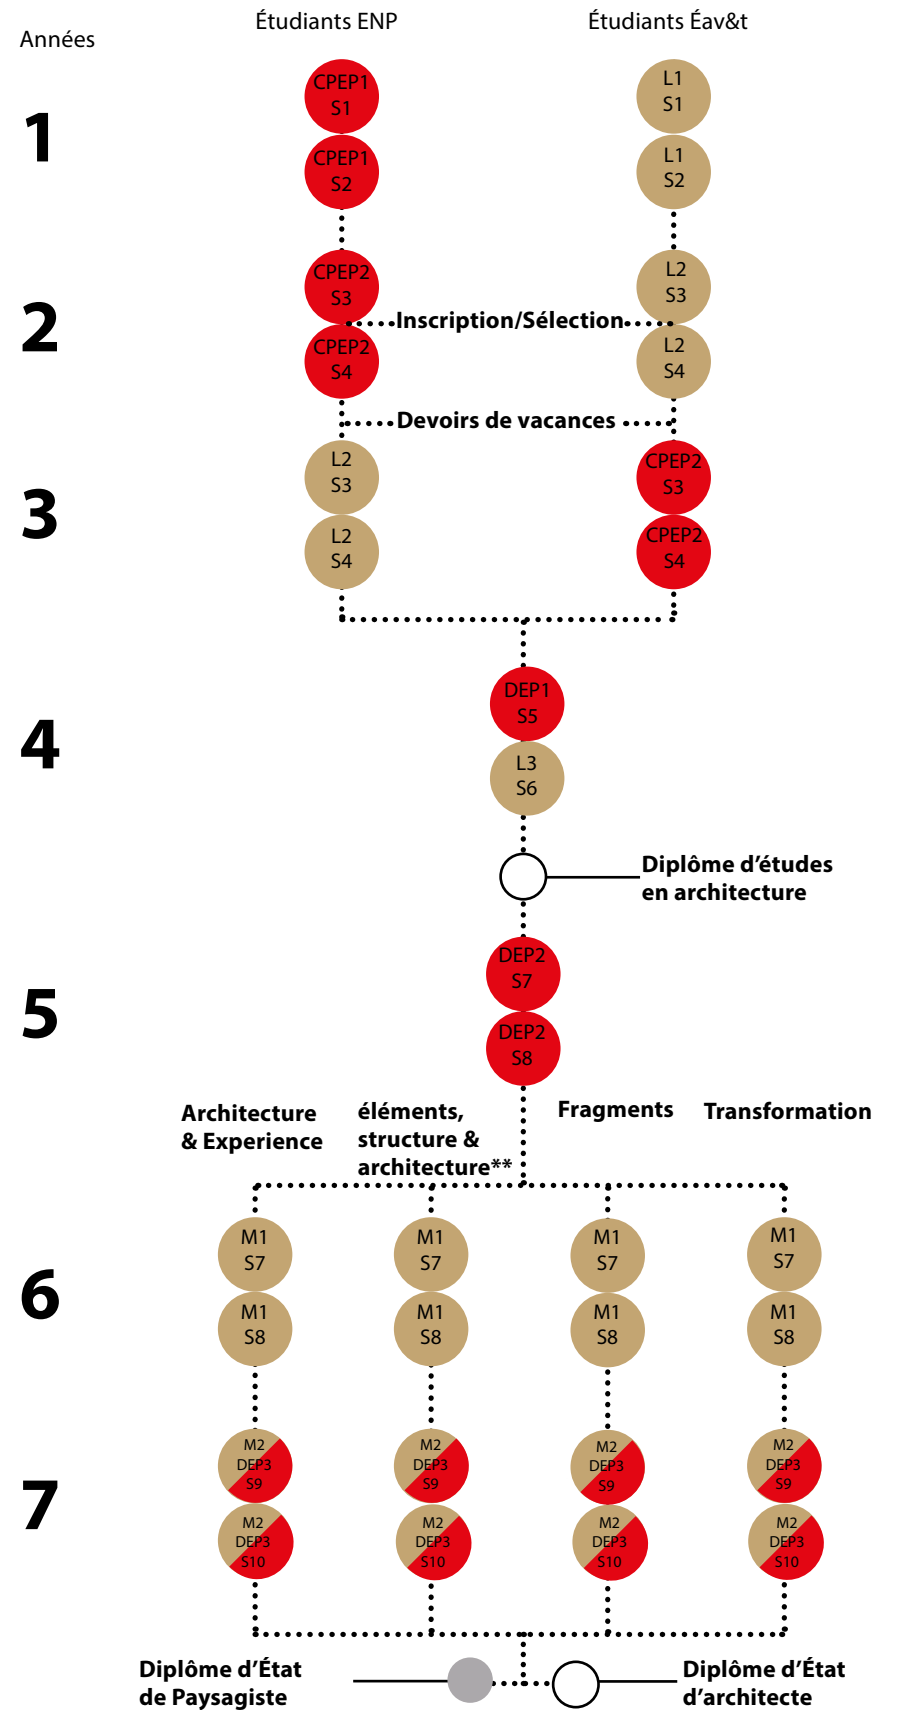 Étudiants ENP
Étudiants Éav&t
Années
1
CPEP1
S1
L1
S1
CPEP1
S2
L1
S2
2
CPEP2
S3
L2
S3
Inscription/Sélection
CPEP2
S4
L2
S4
Devoirs de vacances
3
L2
S3
CPEP2
S3
L2
S4
CPEP2
S4
4
DEP1
S5
L3
S6
Diplôme d’études
en architecture
5
DEP2
S7
DEP2
S8
Architecture
& Experience
éléments,
structure &
architecture**
Fragments
Transformation
6
M1
S7
M1
S7
M1
S7
M1
S7
M1
S8
M1
S8
M1
S8
M1
S8
7
M2
DEP3
S9
M2
DEP3
S9
M2
DEP3
S9
M2
DEP3
S9
M2
DEP3
S10
M2
DEP3
S10
M2
DEP3
S10
M2
DEP3
S10
Diplôme d’État
de Paysagiste
Diplôme d’État
d’architecte